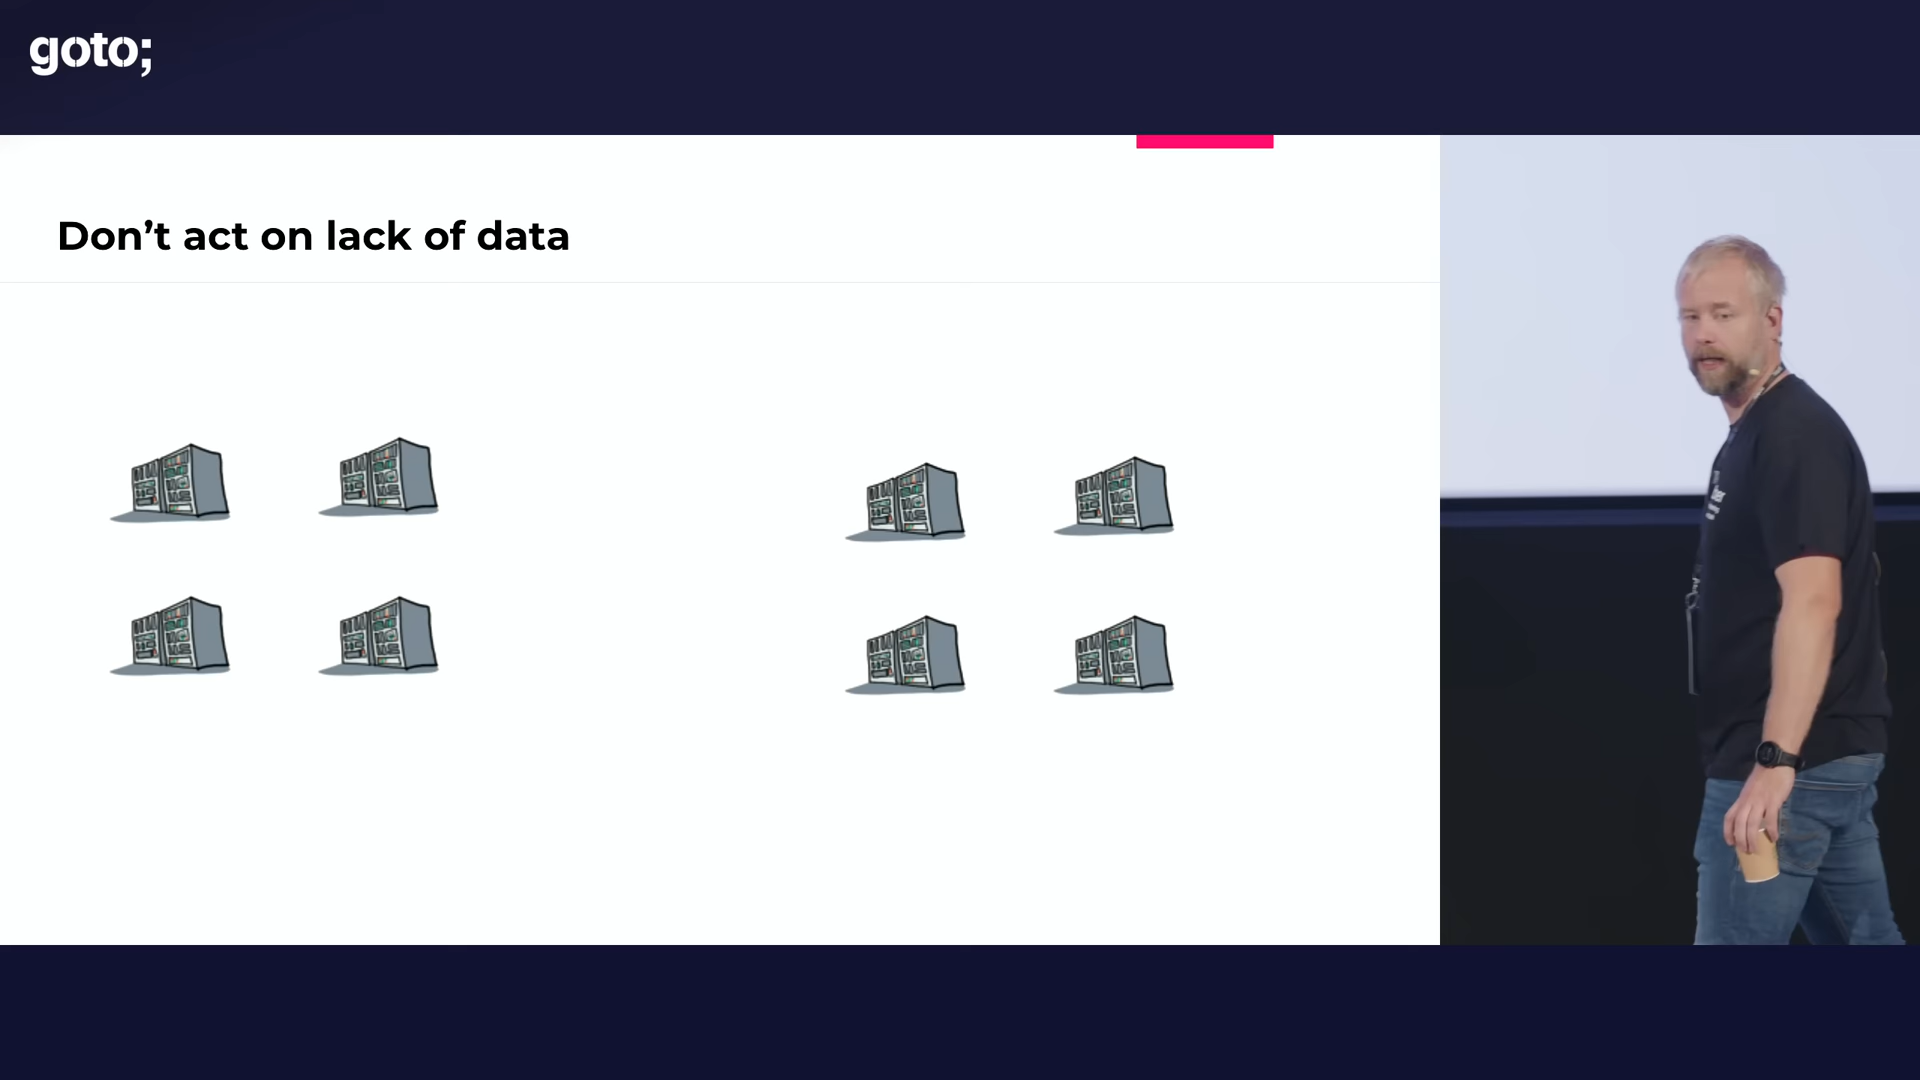 goto;
Don’t act on lack of data